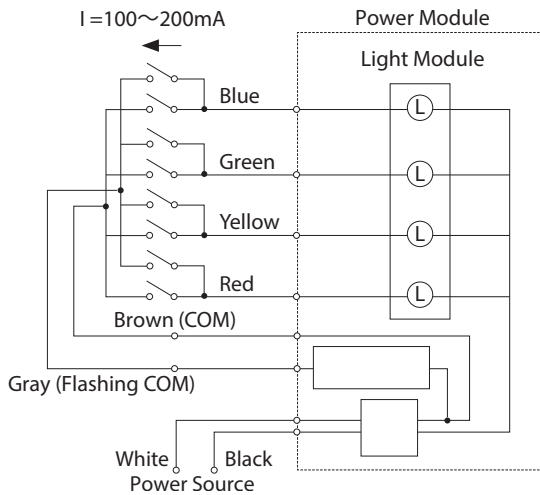 I =100～200mA
Power Module
Light Module
Blue
L
Green
L
Yellow
L
Red
L
Brown (COM)
Gray (Flashing COM)
White
Black
Power Source